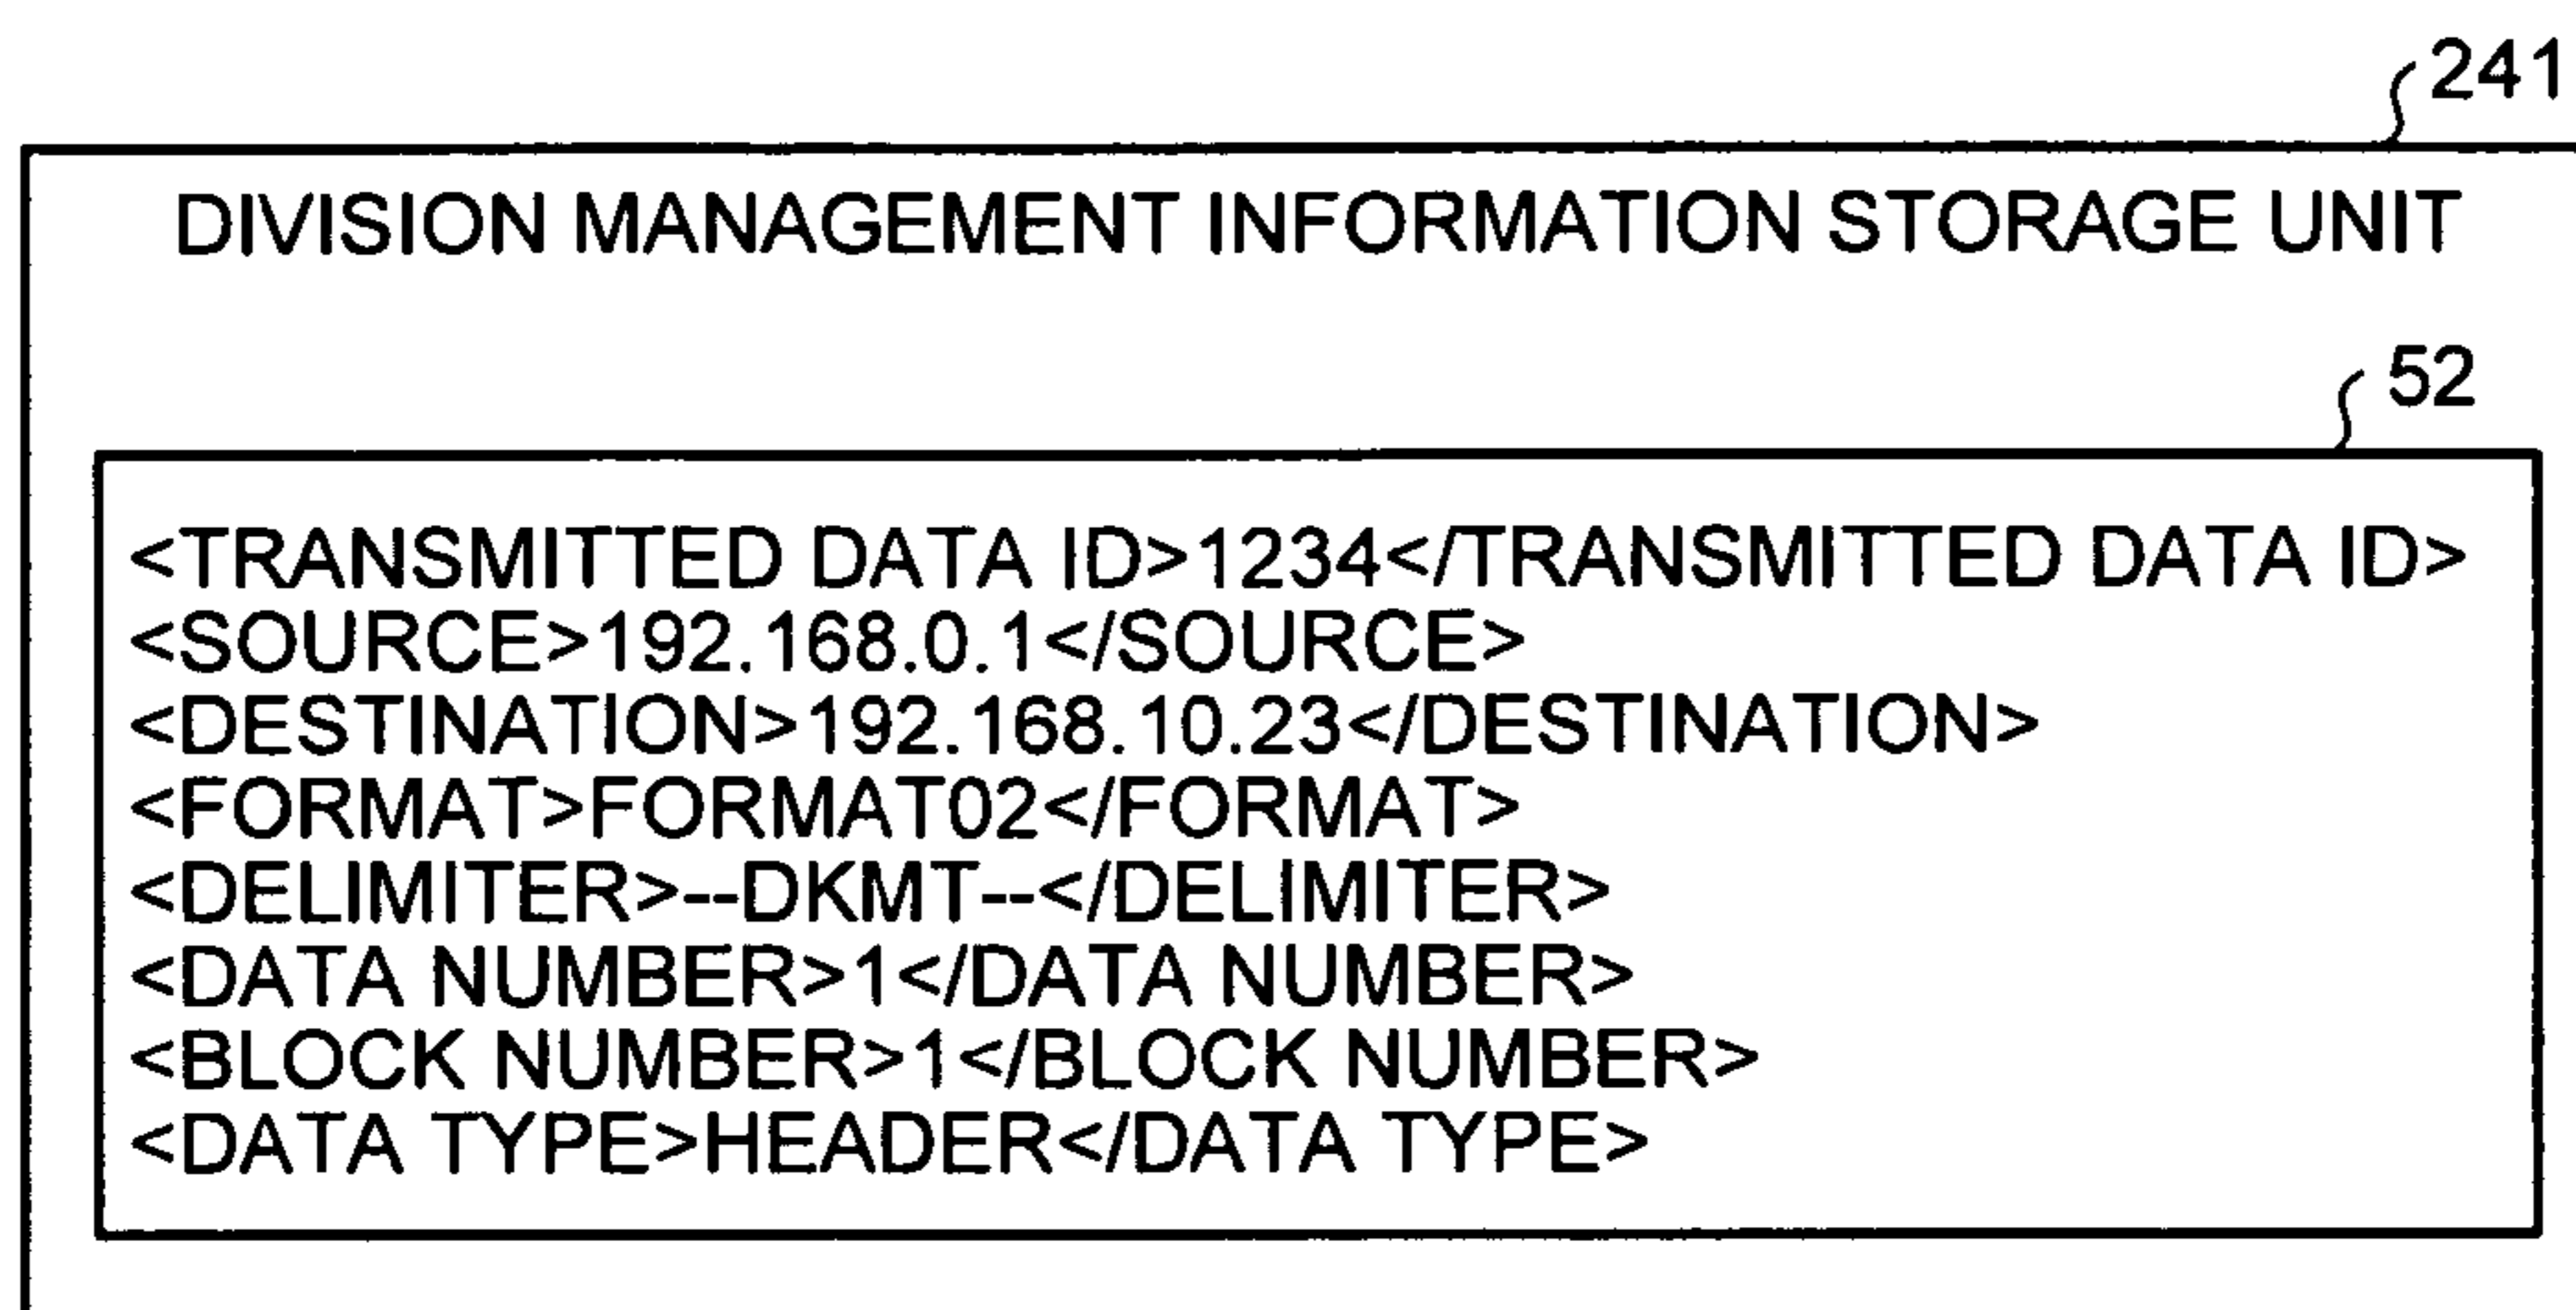 241
DIVISION MANAGEMENT INFORMATION STORAGE UNIT
52
<TRANSMITTED DATA ID>1234</TRANSMITTED DATA ID>
<SOURCE>192.168.0.1</SOURCE>
<DESTINATION>192.168.10.23</DESTINATION>
<FORMAT>FORMAT02</FORMAT>
<DELIMITER>--DKMT--</DELIMITER>
<DATA NUMBER>1</DATA NUMBER>
<BLOCK NUMBER>1</BLOCK NUMBER>
<DATA TYPE>HEADER</DATA TYPE>